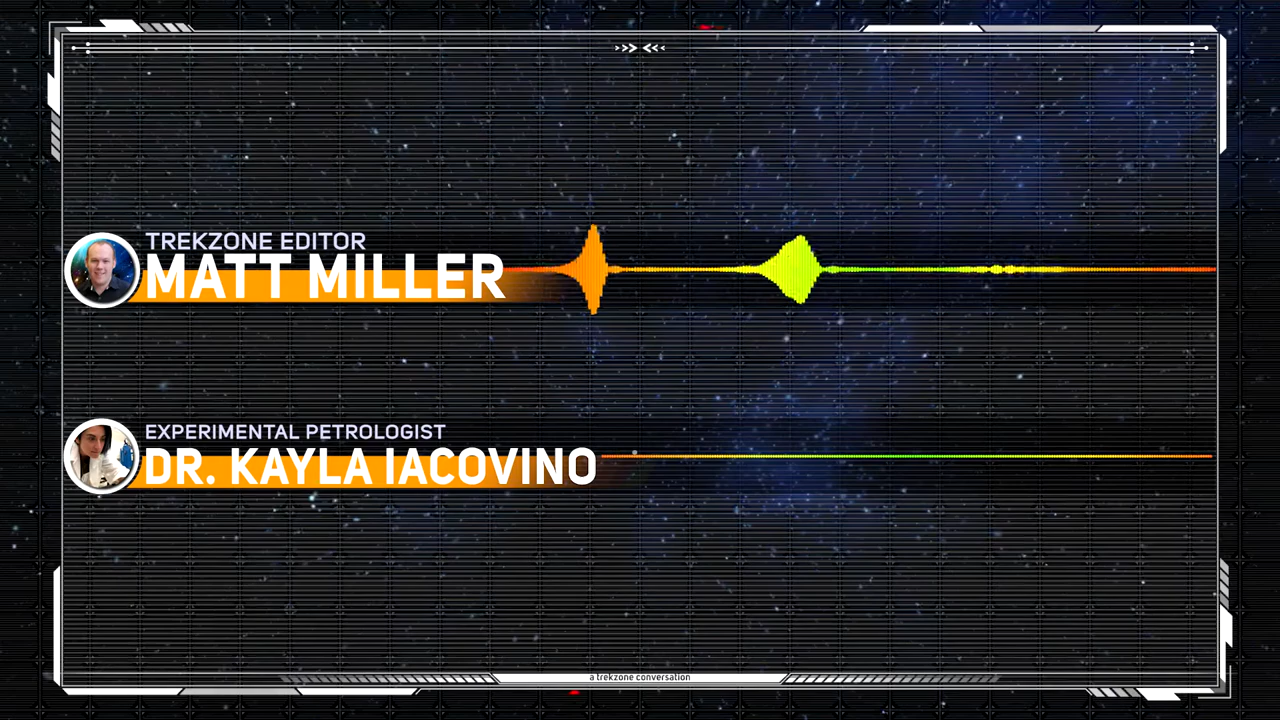 TREKZONE EDITOR
MATT MILLER
EXPERIMENTAL PETROLOGIST
DR. KAYLA IACOVINO
a trekzone conversation